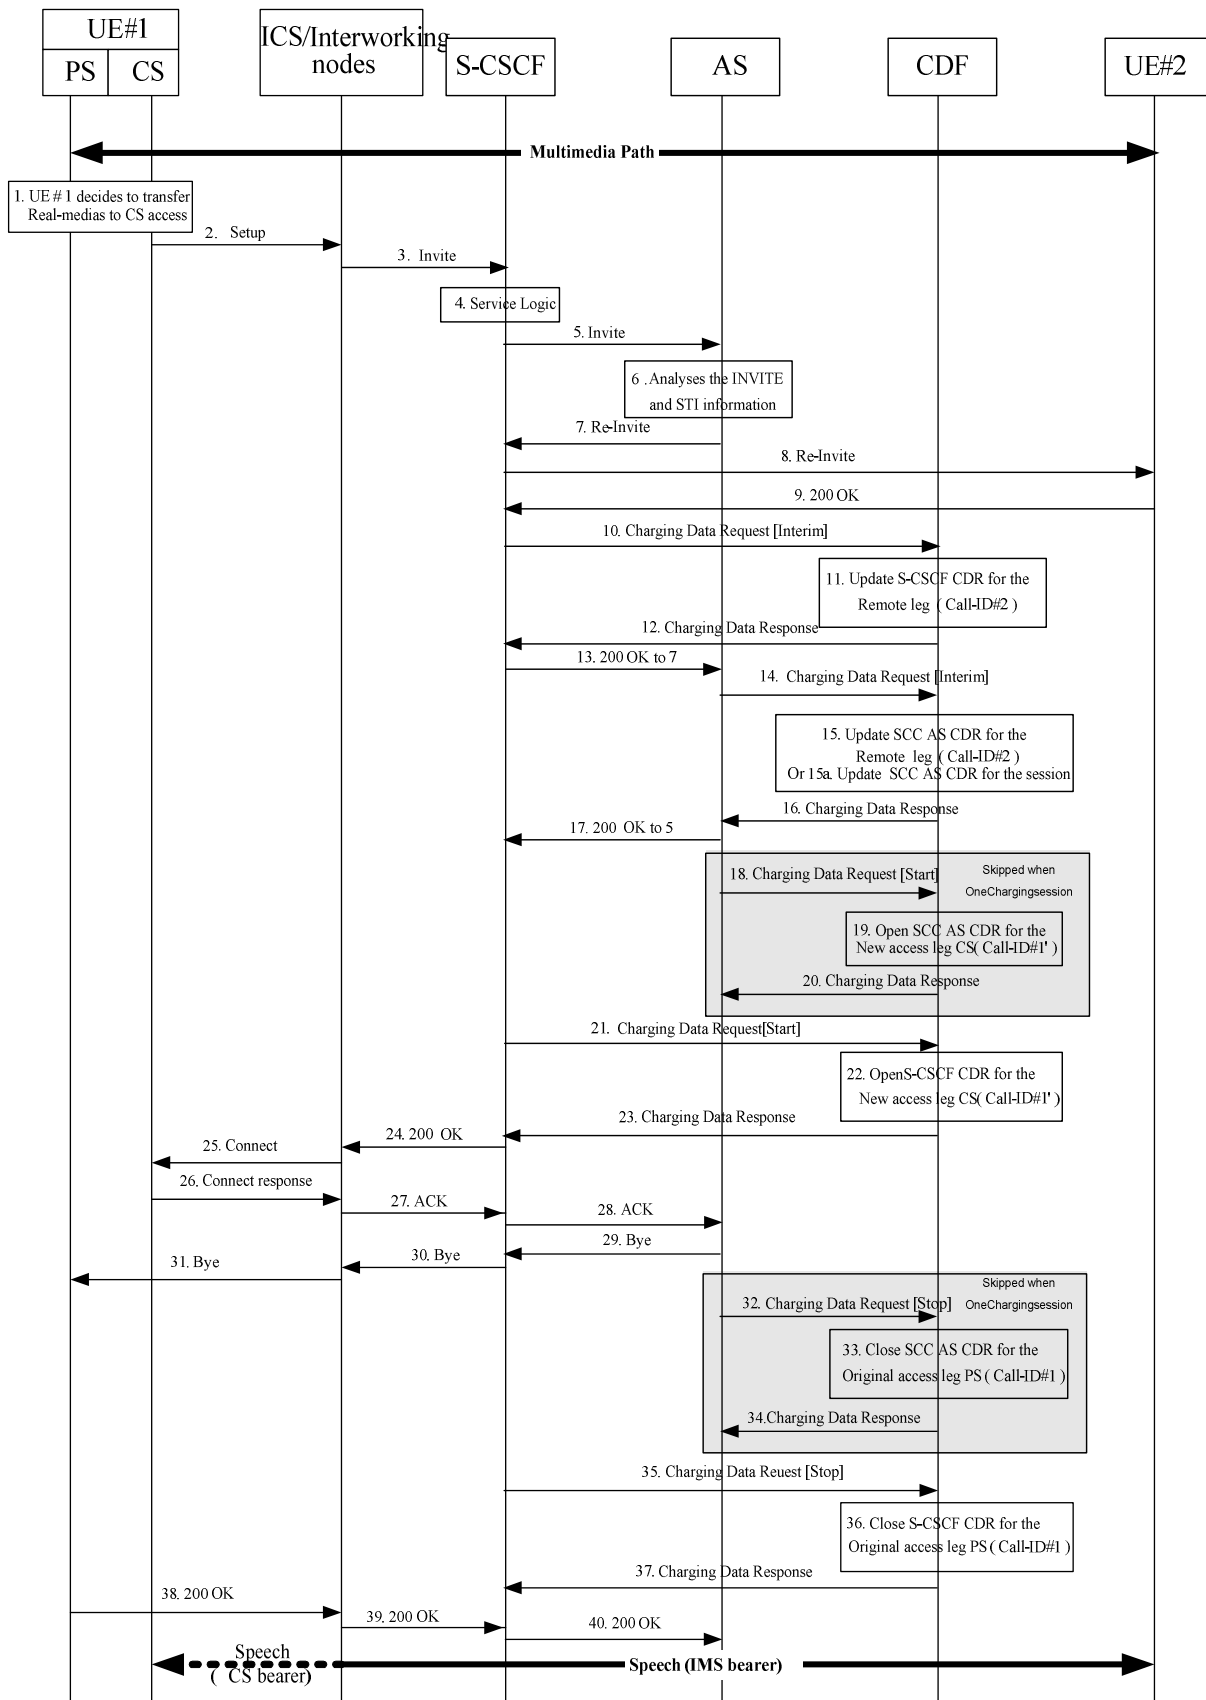 UE#1
PS
CS
ICS/Interworking
nodes
S-CSCF
AS
CDF
UE#2
Multimedia Path
1. UE # 1 decides to transfer
Real-medias to CS access
2. Setup
3. Invite
4. Service Logic
5. Invite
6 . Analyses the INVITE
and STI information
7. Re-Invite
8. Re-Invite
9. 200 OK
10. Charging Data Request [Interim]
11. Update S-CSCF CDR for the
Remote leg ( Call-ID#2 )
12. Charging Data Response
13. 200 OK to 7
14. Charging Data Request [Interim]
15. Update SCC AS CDR for the
Remote leg ( Call-ID#2 )
Or 15a. Update SCC AS CDR for the session
16. Charging Data Response
17. 200 OK to 5
18. Charging Data Request [Start]
Skipped when
OneChargingsession
19. Open SCC AS CDR for the
New access leg CS( Call-ID#1' )
20. Charging Data Response
21. Charging Data Request[Start]
22. OpenS-CSCF CDR for the
New access leg CS( Call-ID#1' )
23. Charging Data Response
24. 200 OK
25. Connect
26. Connect response
27. ACK
28. ACK
29. Bye
30. Bye
31. Bye
Skipped when
32. Charging Data Request [Stop]
OneChargingsession
33. Close SCC AS CDR for the
Original access leg PS ( Call-ID#1 )
34.Charging Data Response
35. Charging Data Reuest [Stop]
36. Close S-CSCF CDR for the
Original access leg PS ( Call-ID#1 )
37. Charging Data Response
38. 200 OK
39. 200 OK
40. 200 OK
Speech
( CS bearer)
Speech (IMS bearer)